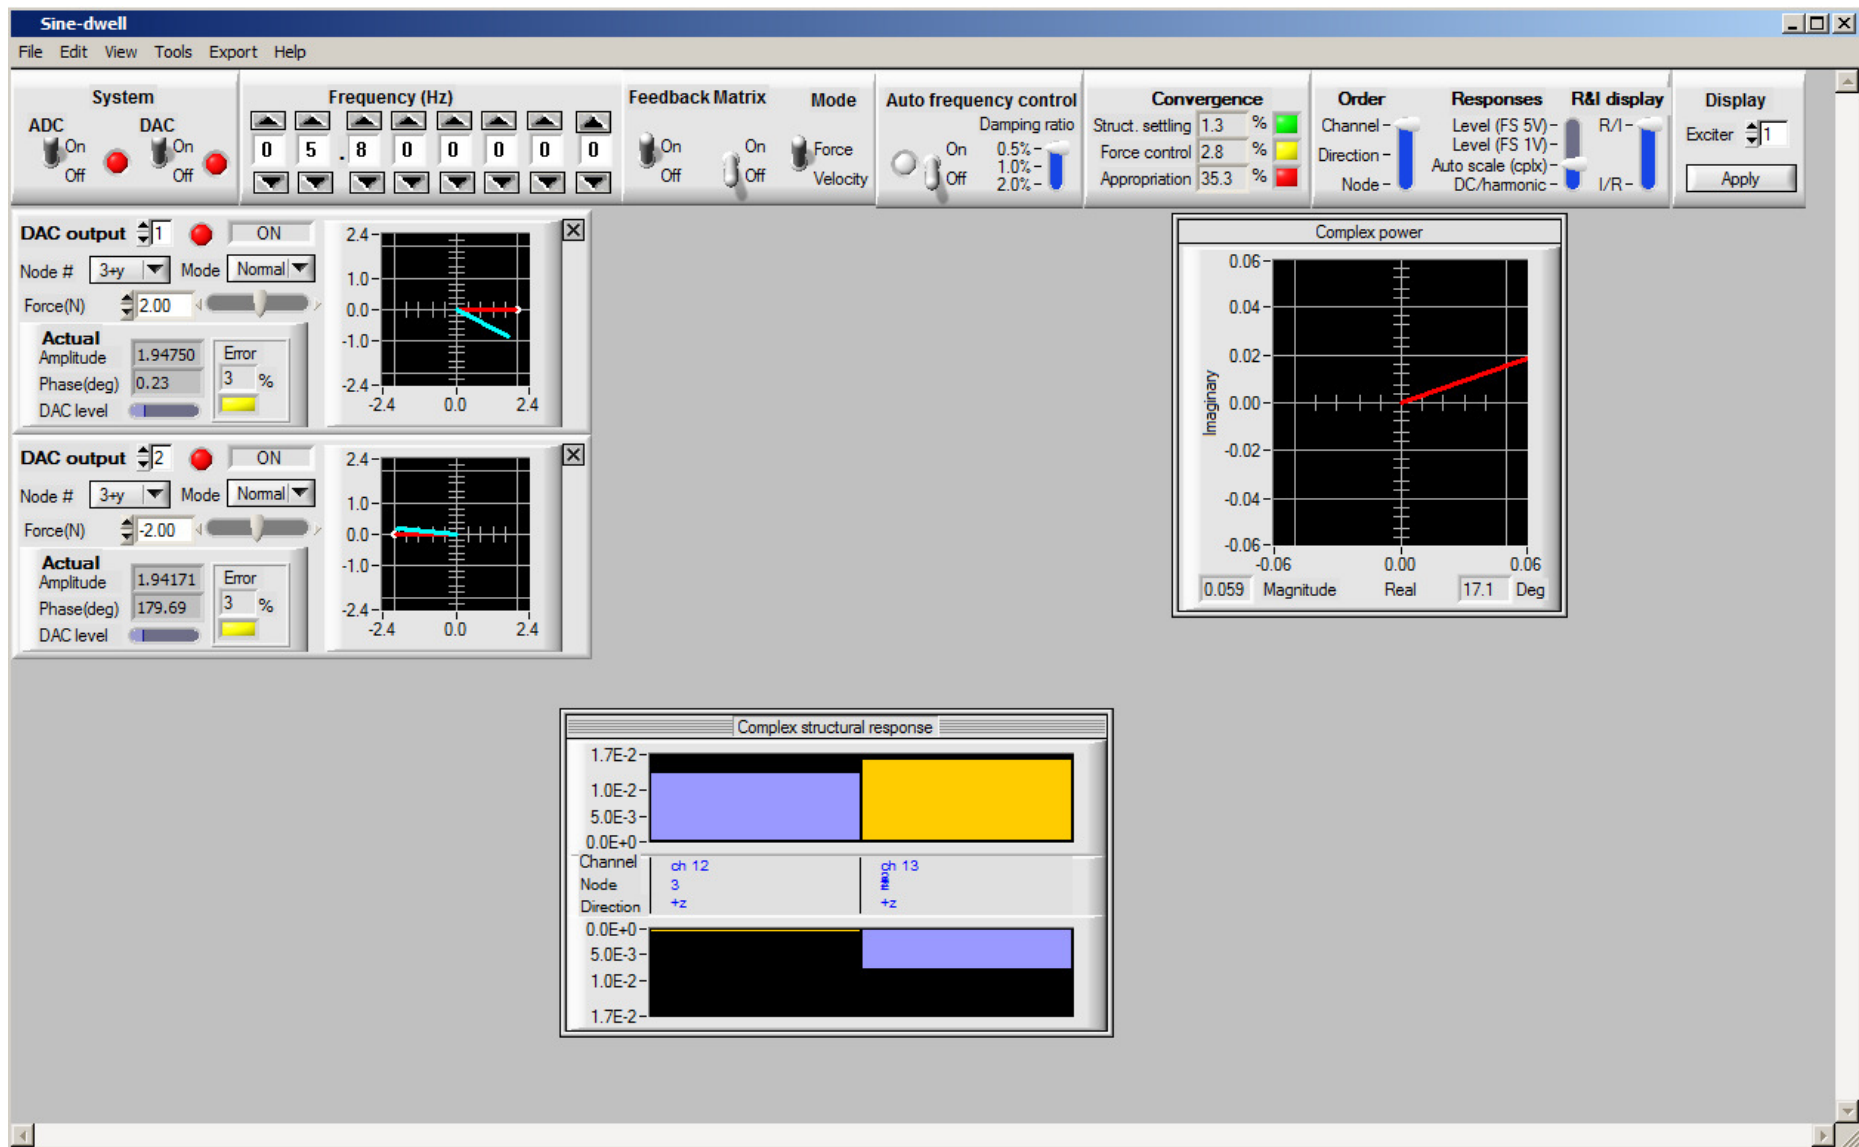 Sine-dwell
File Edit View Tools Export Help
System
ADC DAC
On On
Off Off
Frequency (Hz)
0 5 . 8 0 0 0 0 0
Feedback Matrix Mode
On On Force
Off Off Velocity
Auto frequency control
Damping ratio
On 0.5%
1.0%
Off 2.0%
Convergence
Struct. settling 1.3 %
Force control 2.8 %
Appropriation 35.3 %
Order Responses R&I display
Channel Level (FS 5V) R/I
Level (FS 1V)
Direction Auto scale (cplx)
Node DC/harmonic I/R
Display
Exciter 1
Apply
DAC output 1 ON
Node # 3+y Mode Normal
Force(N) 2.00
Actual
Amplitude 1.94750 Error
Phase(deg) 0.23 3 %
DAC level
2.4
1.0
0.0
-1.0
-2.4
-2.4 0.0 2.4
DAC output 2 ON
Node # 3+y Mode Normal
Force(N) -2.00
Actual
Amplitude 1.94171 Error
Phase(deg) 179.69 3 %
DAC level
2.4
1.0
0.0
-1.0
-2.4
-2.4 0.0 2.4
Complex power
0.06
0.04
0.02
0.00
-0.02
-0.04
-0.06
Imaginary
-0.06 0.00 0.06
0.059 Magnitude Real 17.1 Deg
Complex structural response
1.7E-2
1.0E-2
5.0E-3
0.0E+0
Channel ch 12 ch 13
Node 3
Direction +z +z
0.0E+0
5.0E-3
1.0E-2
1.7E-2